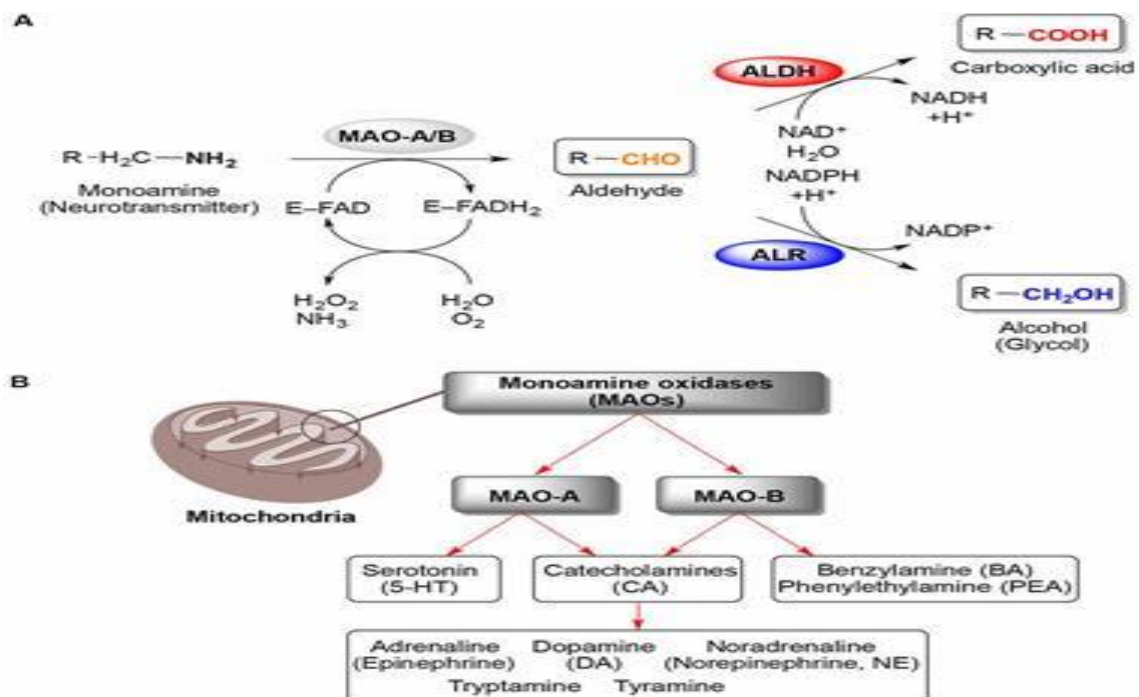 A
R-H₂C—NH₂
Monoamine
(Neurotransmitter)
MAO-A/B
E–FAD
E–FADH₂
H₂O₂
NH₃
H₂O
O₂
R—CHO
Aldehyde
ALDH
NAD⁺
H₂O
NADPH
+H⁺
ALR
R—COOH
Carboxylic acid
NADH
+H⁺
NADP⁺
R—CH₂OH
Alcohol
(Glycol)
B
Mitochondria
Monoamine oxidases
(MAOs)
MAO-A
MAO-B
Serotonin
(5-HT)
Catecholamines
(CA)
Benzylamine (BA)
Phenylethylamine (PEA)
Adrenaline Dopamine Noradrenaline
(Epinephrine) (DA) (Norepinephrine, NE)
Tryptamine Tyramine